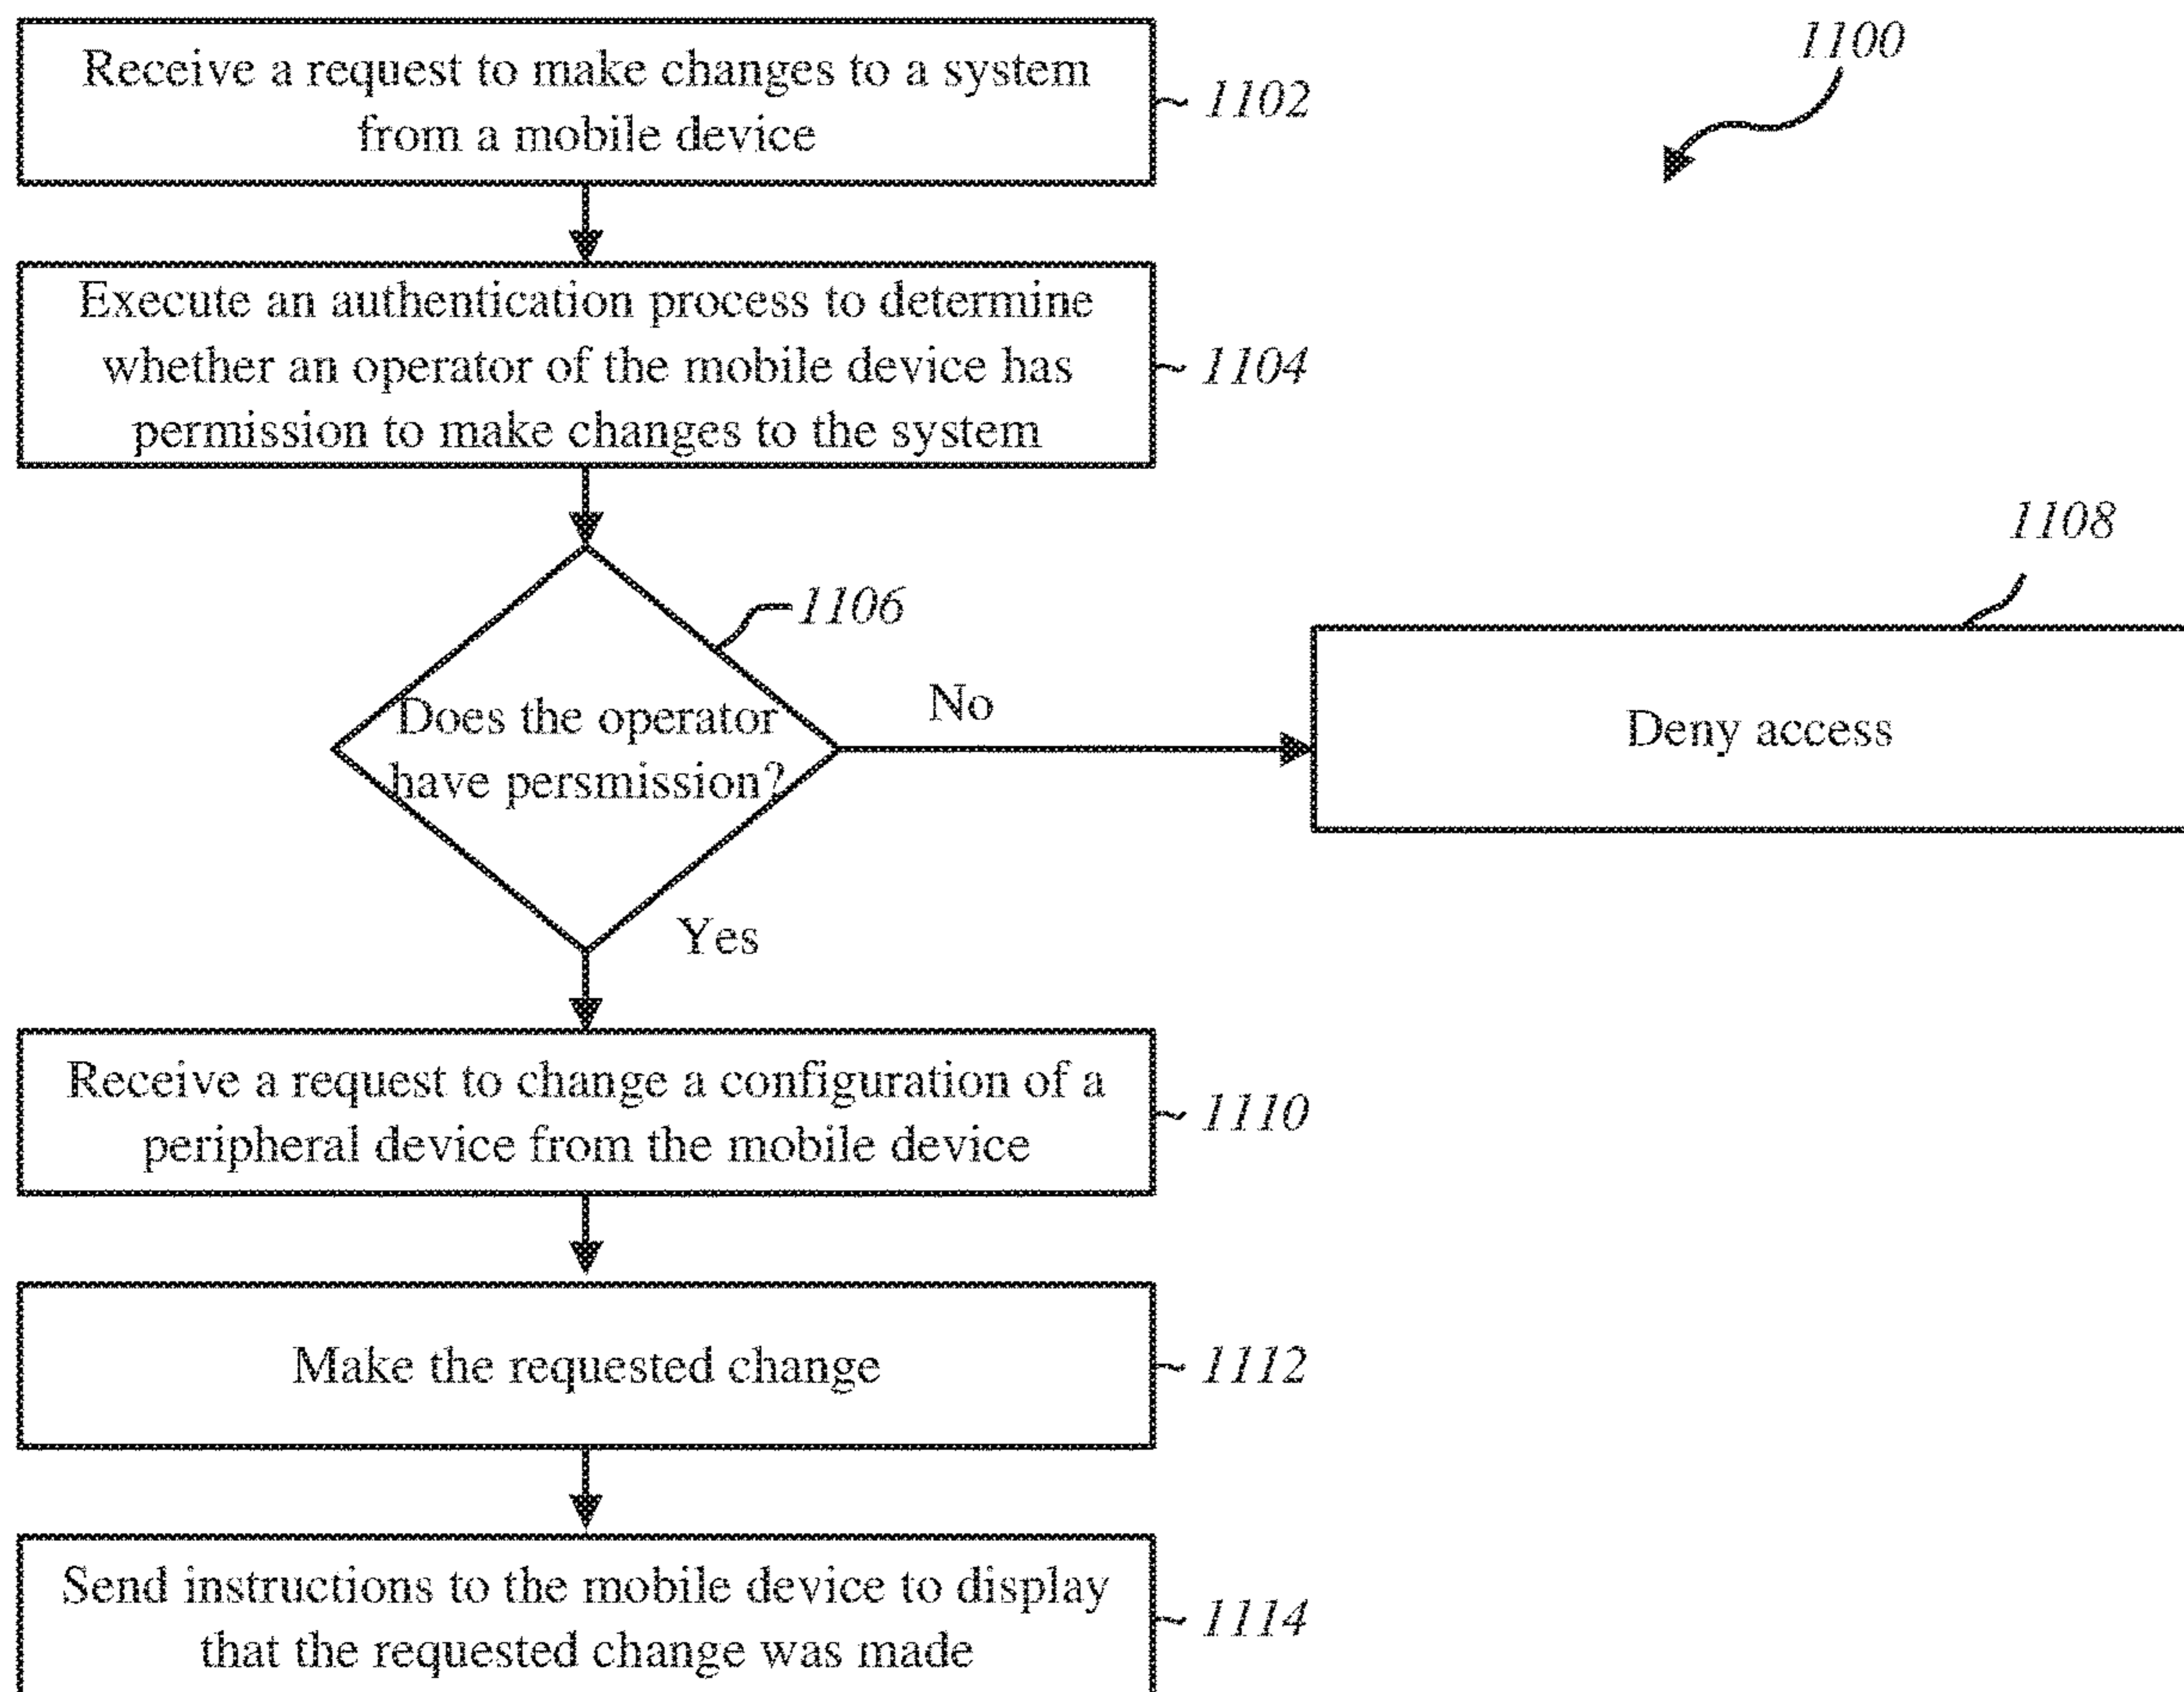 Receive a request to make changes to a system
from a mobile device
1102
1100
Execute an authentication process to determine
whether an operator of the mobile device has
permission to make changes to the system
1104
1108
1106
Does the operator
have persmission?
No
Deny access
Yes
Receive a request to change a configuration of a
peripheral device from the mobile device
1110
Make the requested change
1112
Send instructions to the mobile device to display
that the requested change was made
1114